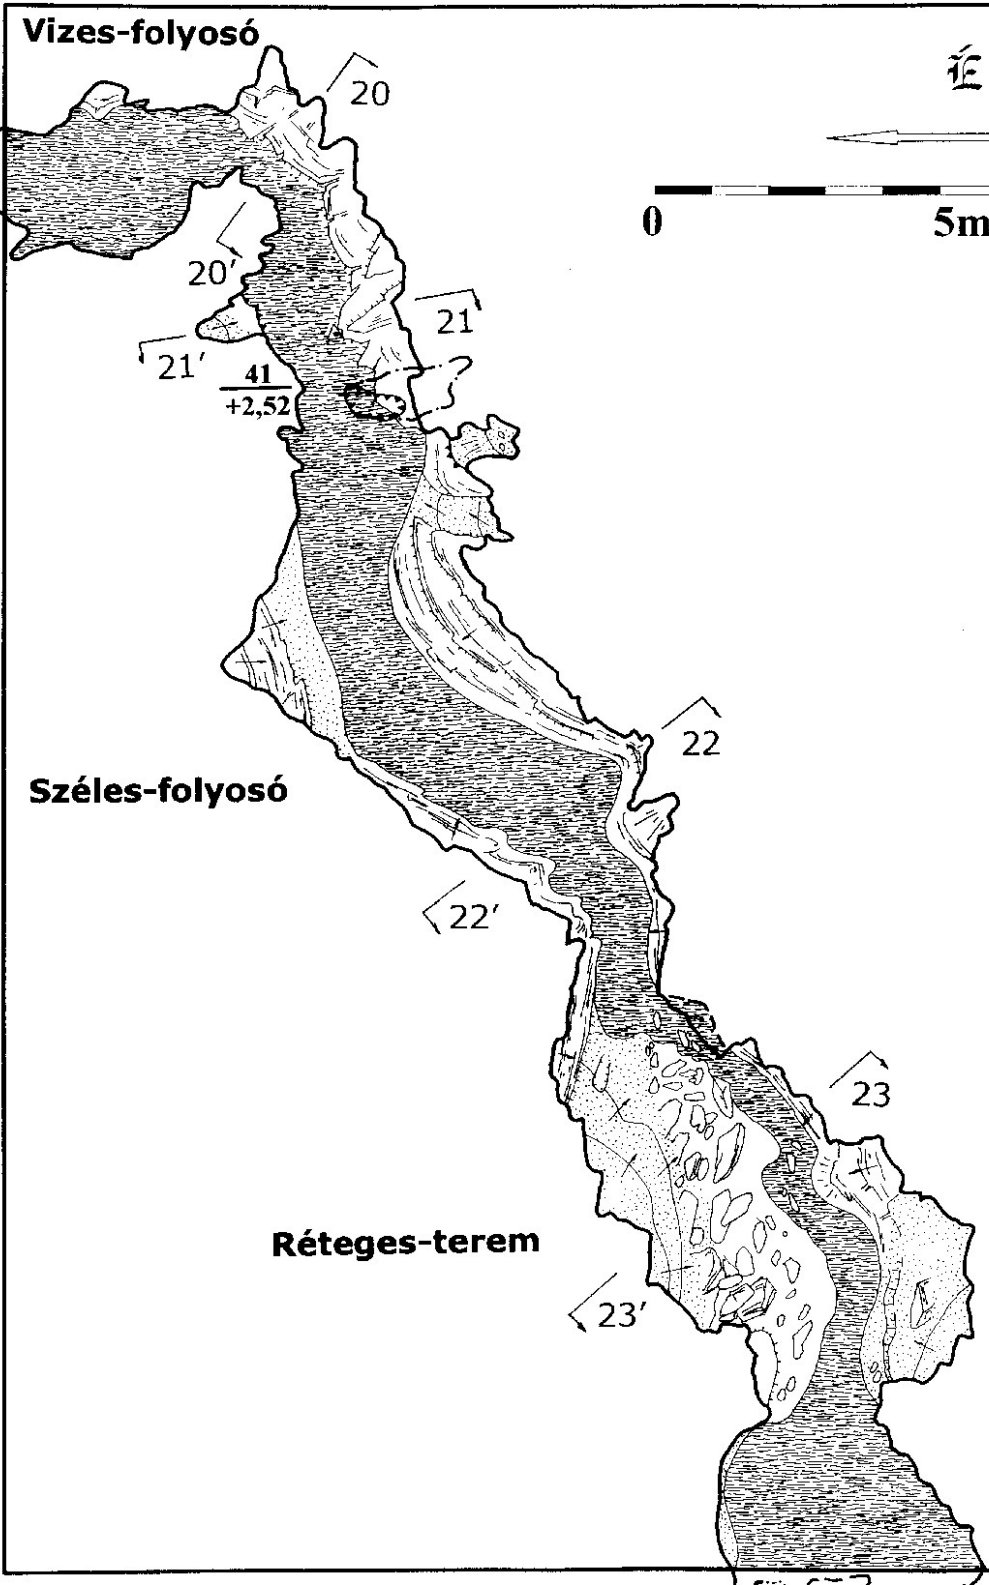 Vizes-folyosó
20
É
0 5m
20'
21
21'
41
+2,52
22
Széles-folyosó
22'
23
Réteges-terem
23'